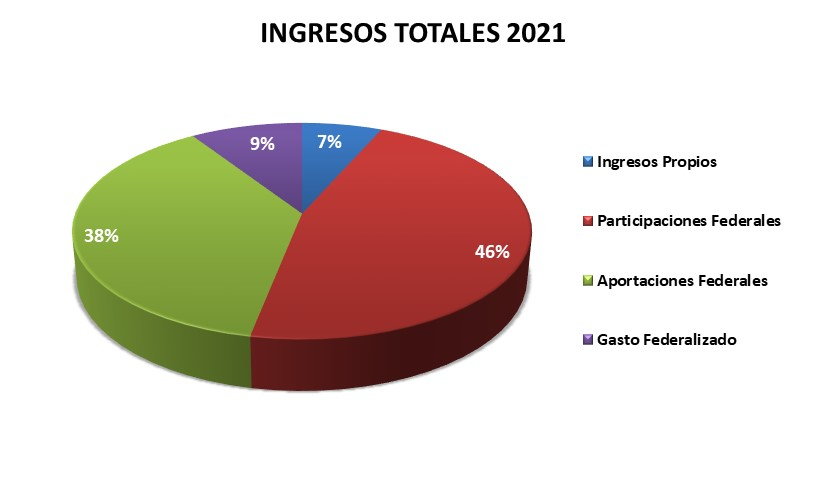 INGRESOS TOTALES 2021
9%
7%
38%
46%
Ingresos Propios
Participaciones Federales
Aportaciones Federales
Gasto Federalizado